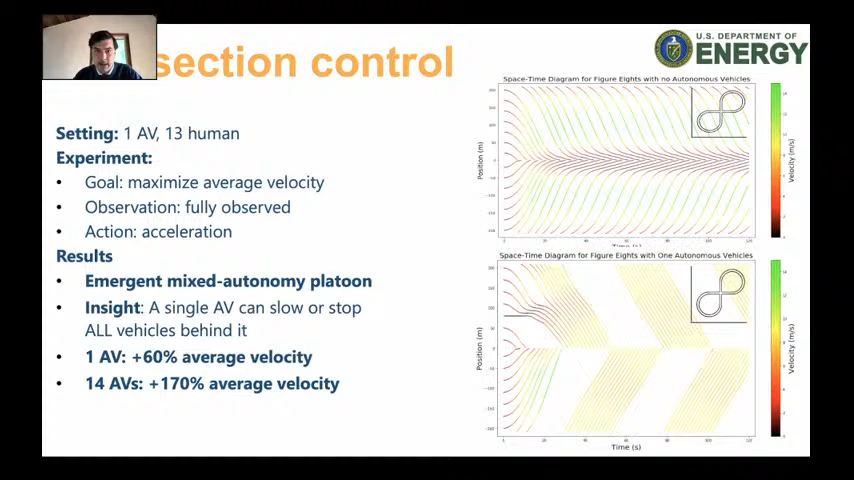 section control
U.S. DEPARTMENT OF
ENERGY
Setting: 1 AV, 13 human
Experiment:
• Goal: maximize average velocity
• Observation: fully observed
• Action: acceleration
Results
• Emergent mixed-autonomy platoon
• Insight: A single AV can slow or stop
ALL vehicles behind it
• 1 AV: +60% average velocity
• 14 AVs: +170% average velocity
Space-Time Diagram for Figure Eights with no Autonomous Vehicles
Position (m)
Velocity (m/s)
Time (s)
Space-Time Diagram for Figure Eights with One Autonomous Vehicles
Position (m)
Velocity (m/s)
Time (s)